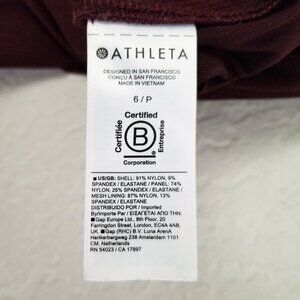 ATHLETA
DESIGNED IN SAN FRANCISCO
CONÇU À SAN FRANCISCO
MADE IN VIETNAM
6 / P
Certified
Certifiée
B
Entreprise
Corporation
■ US/GB: SHELL: 91% NYLON, 9%
SPANDEX / ELASTANE / PANEL: 74%
NYLON, 26% SPANDEX / ELASTANE /
MESH LINING: 87% NYLON, 13%
SPANDEX / ELASTANE
DISTRIBUIDO POR / Imported
By/Importe Par / ΕΙΣΑΓΕΤΑΙ ΑΠΟ ΤΗΝ:
Gap Europe Ltd., 8th Floor, 20
Farringdon Street, London, EC4A 4AB,
UK. Gap (RHC) B.V. Luna ArenA
Herikerbergweg 238 Amsterdam 1101
CM, Netherlands
RN 54023 / CA 17897